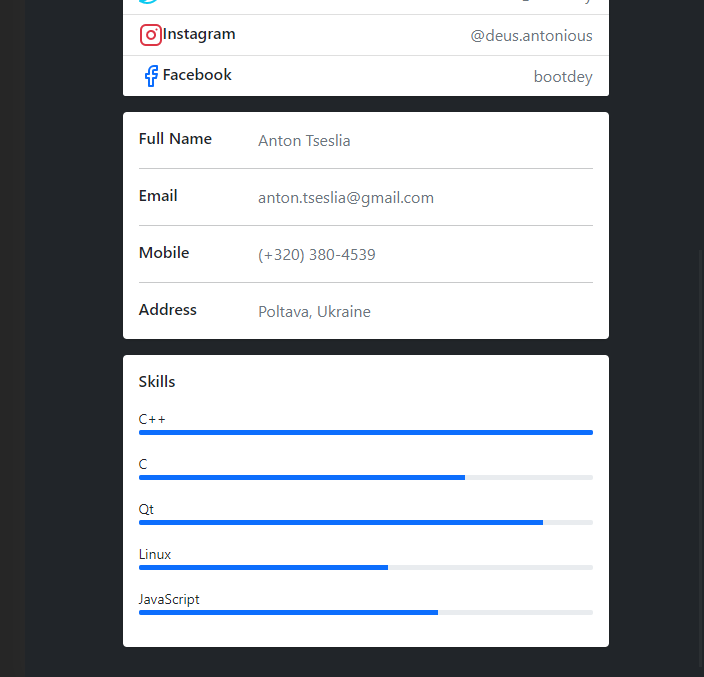 Instagram @deus.antonious
Facebook bootdey
Full Name Anton Tseslia
Email anton.tseslia@gmail.com
Mobile (+320) 380-4539
Address Poltava, Ukraine
Skills
C++
C
Qt
Linux
JavaScript